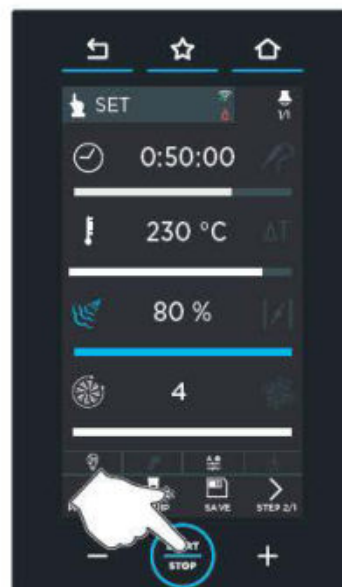 SET
1/1
0:50:00
230 °C
ΔT
80 %
4
SAVE
STEP 2/1
STOP